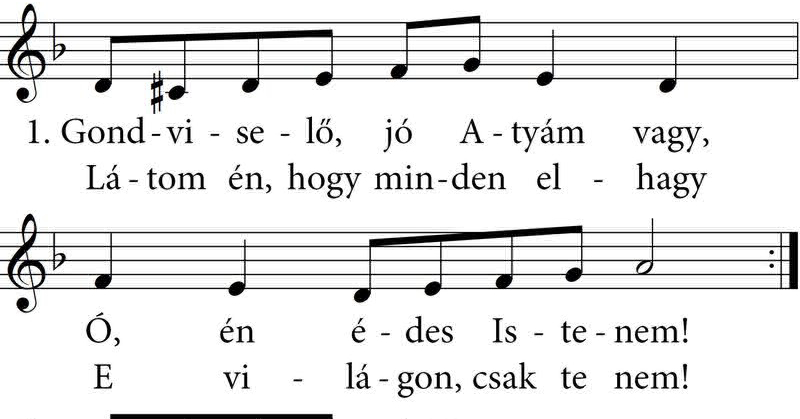 1. Gond - vi - se - lő, jó A - tyám vagy,
Lá - tom én, hogy min - den el - hagy
Ó, én é - des Is - te - nem!
E vi - lá - gon, csak te nem!